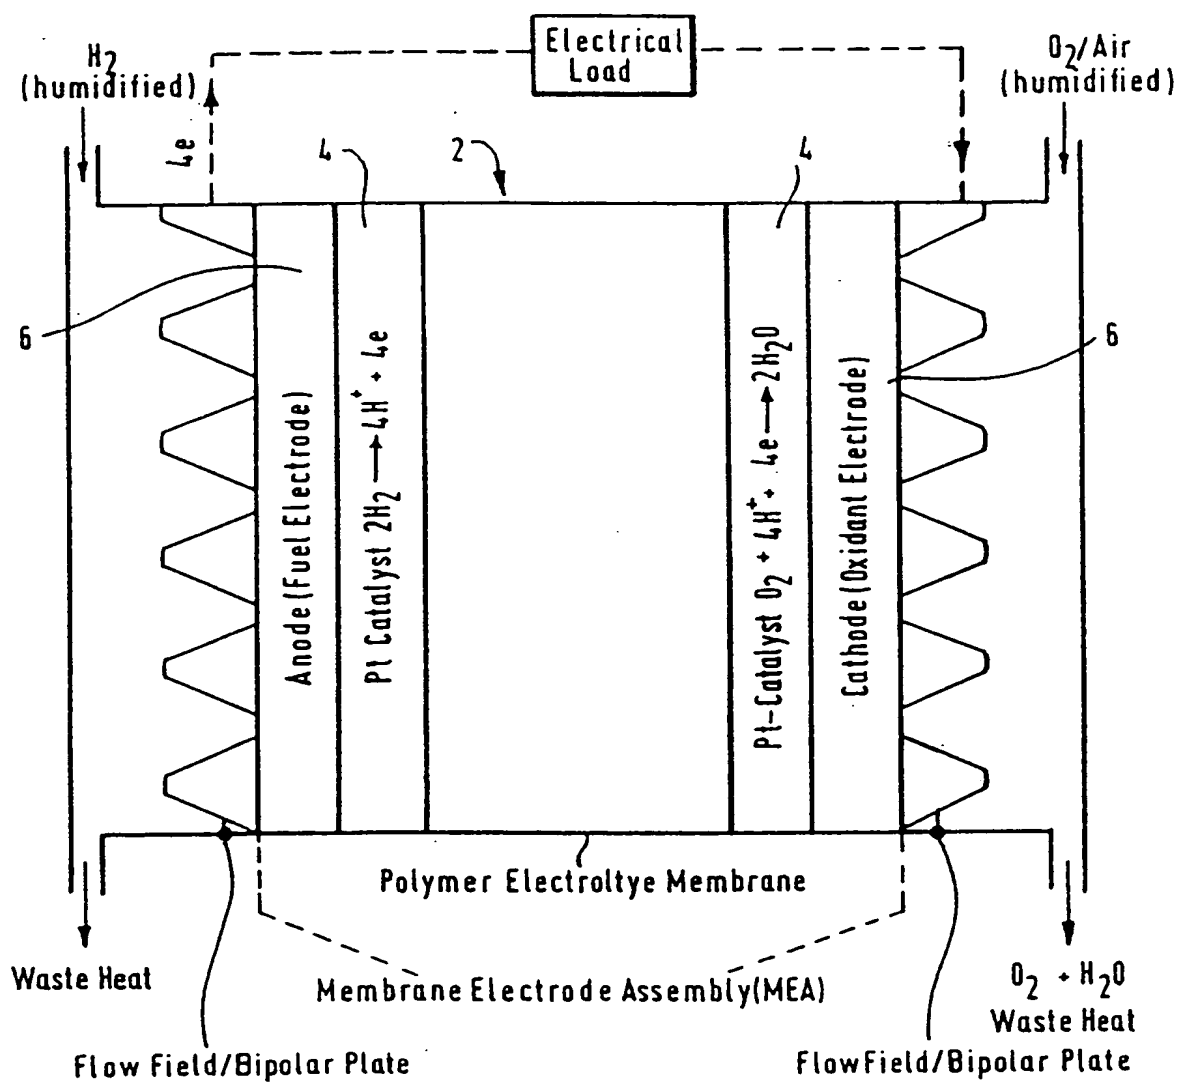 Electrical
Load
H2
(humidified)
O2/Air
(humidified)
4e
4
2
4
6
6
Anode(Fuel Electrode)
Pt Catalyst 2H2 → 4H+ + 4e
Pt-Catalyst O2 + 4H+ + 4e → 2H2O
Cathode(Oxidant Electrode)
Polymer Electroltye Membrane
Waste Heat
Membrane Electrode Assembly(MEA)
O2 + H2O
Waste Heat
Flow Field/Bipolar Plate
Flow Field/Bipolar Plate